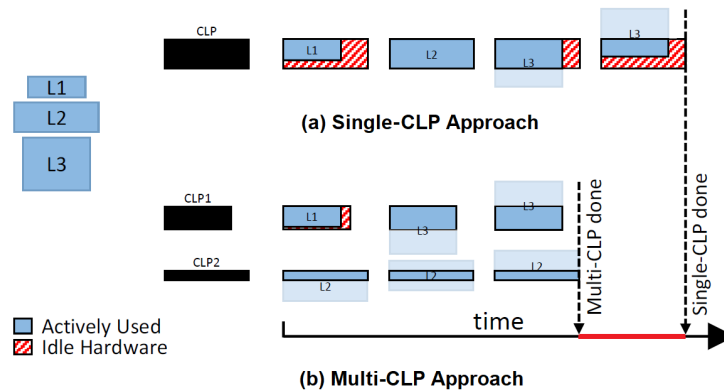 CLP
L1
L2
L3
L3
L1
L2
L3
(a) Single-CLP Approach
CLP1
L1
L3
L3
CLP2
L2
L2
L2
Multi-CLP done
Single-CLP done
Actively Used
Idle Hardware
time
(b) Multi-CLP Approach